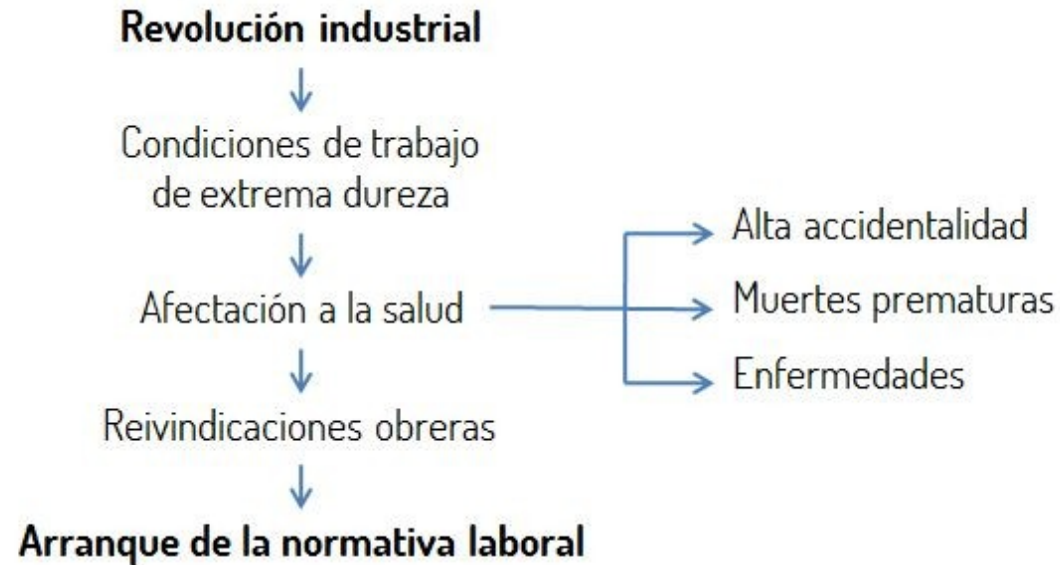 Revolución industrial
Condiciones de trabajo
de extrema dureza
Afectación a la salud
Alta accidentalidad
Muertes prematuras
Enfermedades
Reivindicaciones obreras
Arranque de la normativa laboral